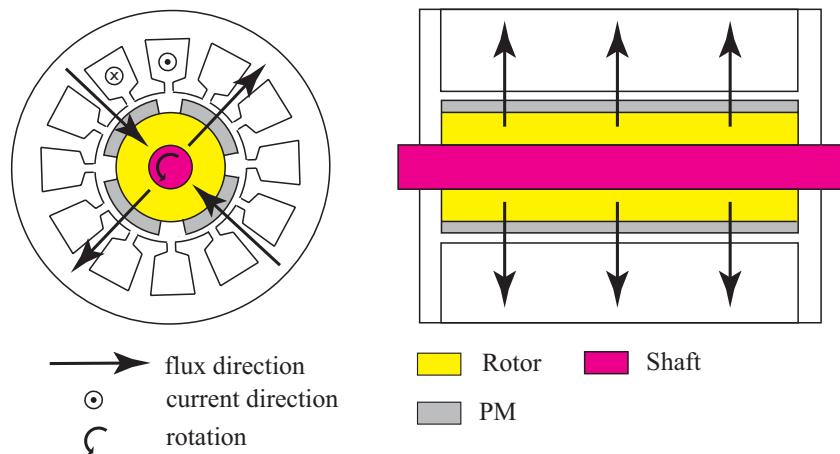 flux direction
current direction
rotation
Rotor
Shaft
PM